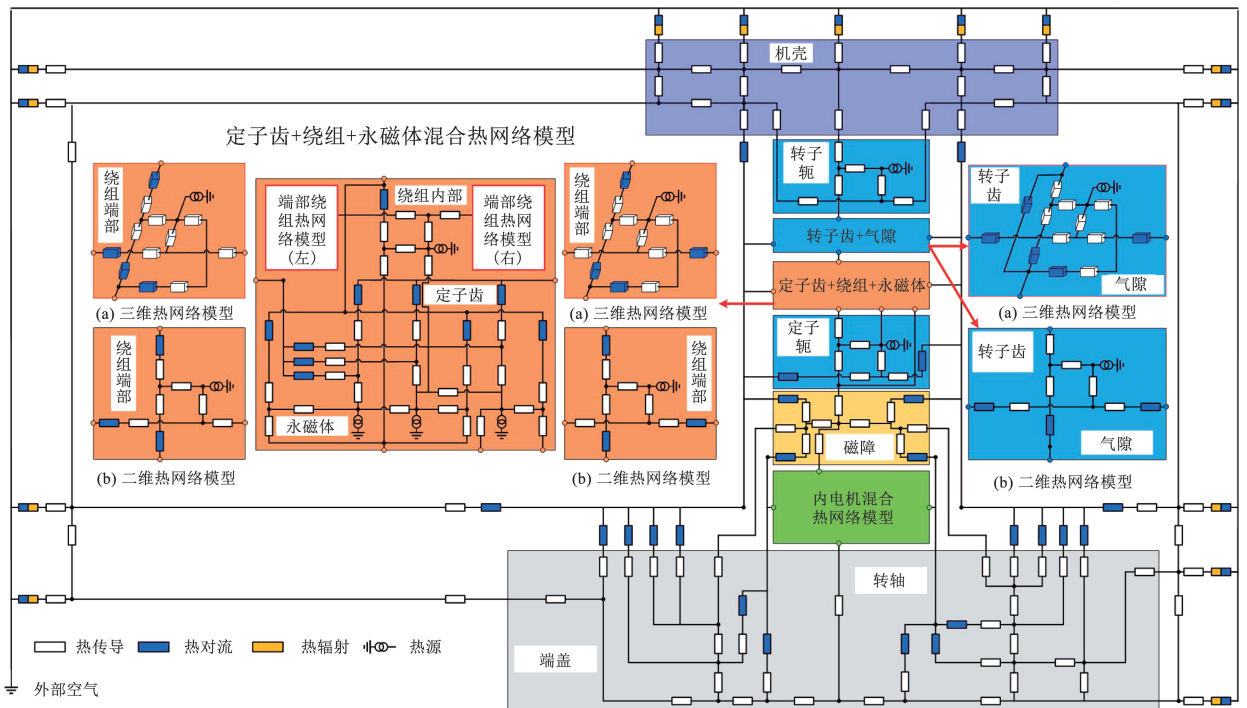 机壳
定子齿+绕组+永磁体混合热网络模型
绕组
端部
(a) 三维热网络模型
绕组
端部
(b) 二维热网络模型
端部绕
组热网
络模型
(左)
绕组内部
端部绕
组热网
络模型
(右)
定子齿
永磁体
绕组
端部
(a) 三维热网络模型
绕组
端部
(b) 二维热网络模型
转子
轭
转子齿+气隙
定子齿+绕组+永磁体
定子
轭
磁障
内电机混合
热网络模型
转子齿
气隙
(a) 三维热网络模型
转子齿
气隙
(b) 二维热网络模型
转轴
端盖
热传导
热对流
热辐射
热源
外部空气